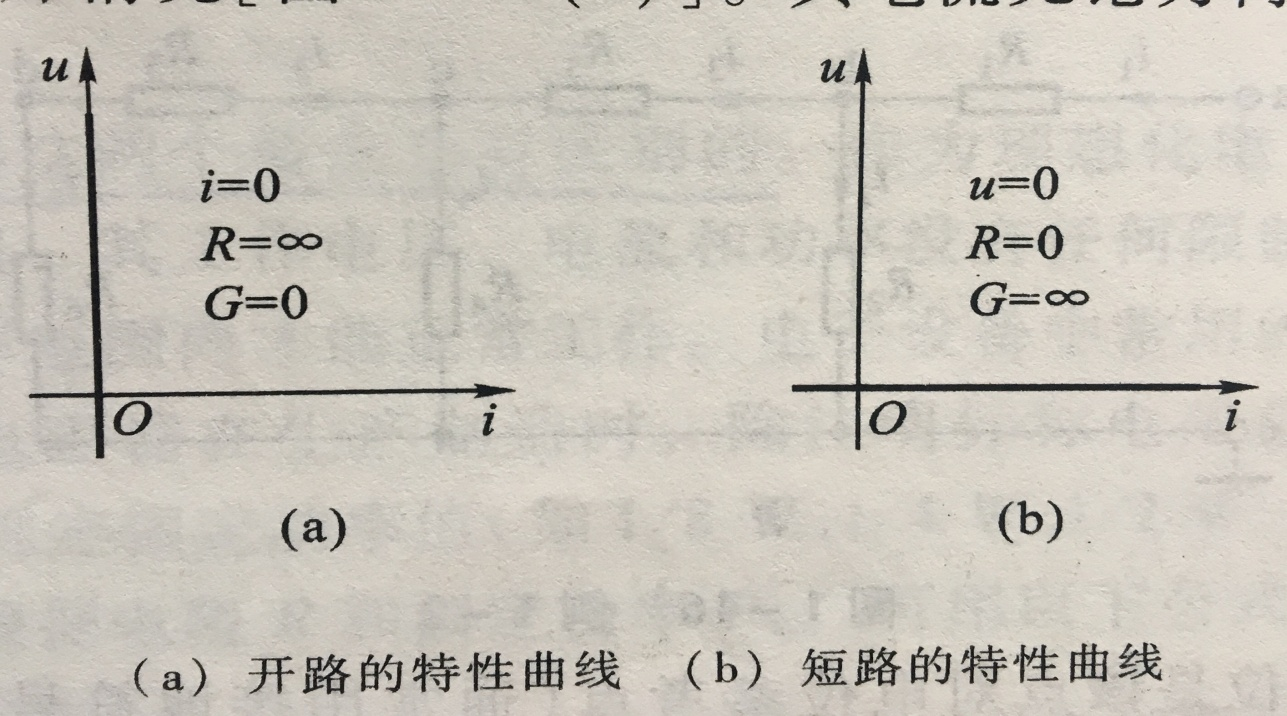 u
i=0
R=∞
G=0
O
i
(a)
u
u=0
R=0
G=∞
O
i
(b)
(a) 开路的特性曲线 (b) 短路的特性曲线